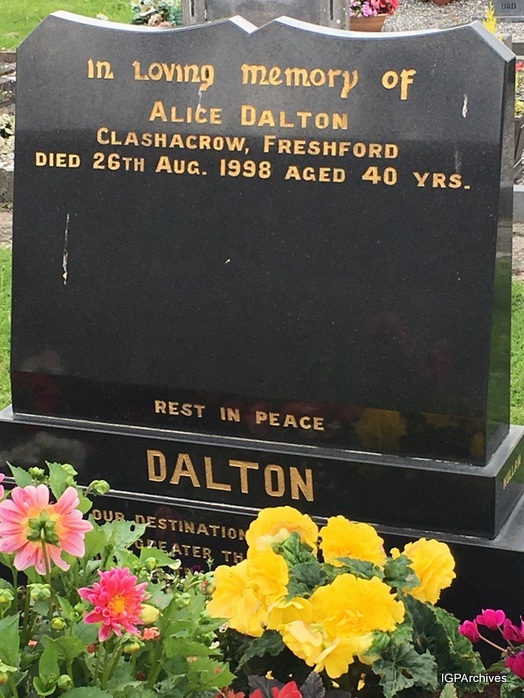 In Loving memory of
Alice Dalton
Clashacrow, Freshford
died 26th Aug. 1998 aged 40 yrs.
REST IN PEACE
DALTON
OUR DESTINATION
GREATER
DAD
IGPArchives